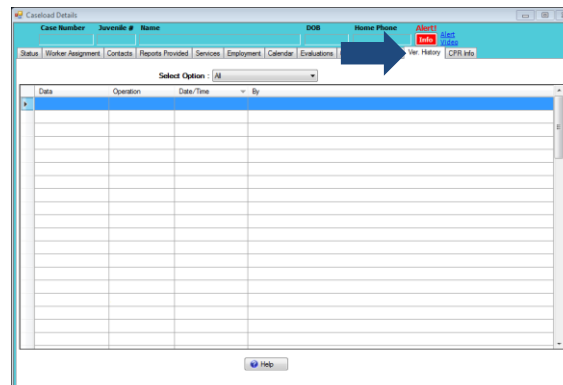 Caseload Details
Case Number Juvenile # Name DOB Home Phone Alert!
Info Alert Video
Status Worker Assignment Contacts Reports Provided Services Employment Calendar Evaluations Ver. History CPR Info
Select Option : All
Data Operation Date/Time By
Help